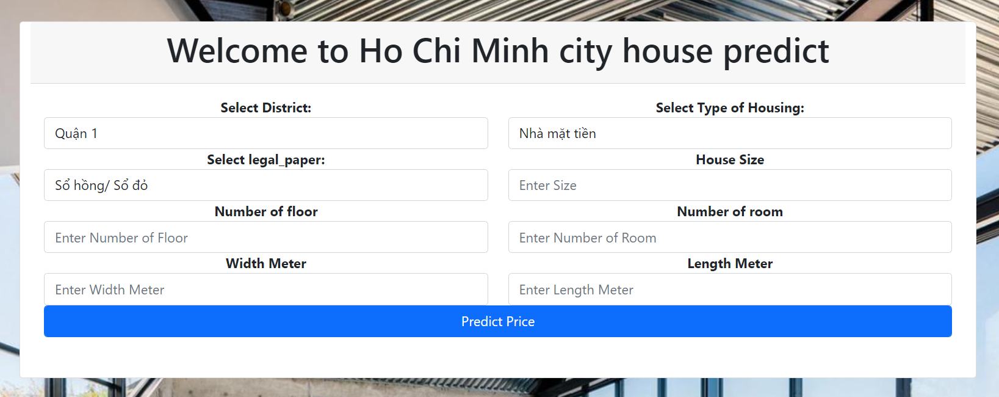 Welcome to Ho Chi Minh city house predict
Select District:
Quận 1
Select Type of Housing:
Nhà mặt tiền
Select legal_paper:
Sổ hồng/ Sổ đỏ
House Size
Enter Size
Number of floor
Enter Number of Floor
Number of room
Enter Number of Room
Width Meter
Enter Width Meter
Length Meter
Enter Length Meter
Predict Price